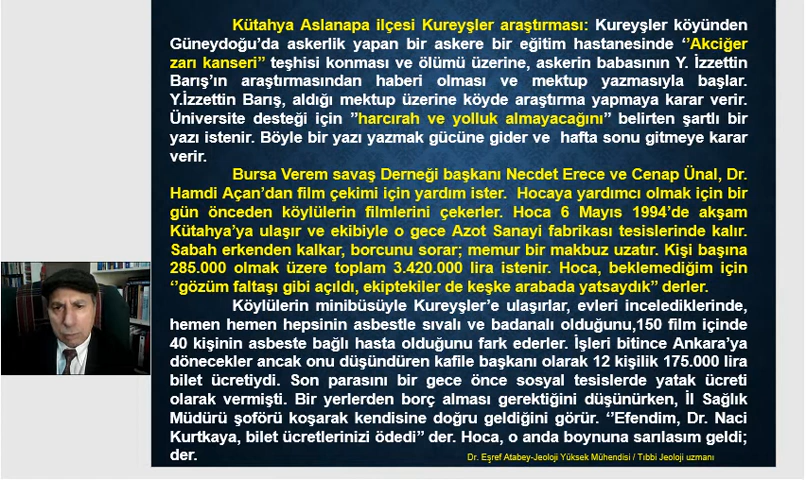 Kütahya Aslanapa ilçesi Kureyşler araştırması: Kureyşler köyünden
Güneydoğu’da askerlik yapan bir askere bir eğitim hastanesinde ‘’Akciğer
zarı kanseri’’ teşhisi konması ve ölümü üzerine, askerin babasının Y. İzzettin
Barış’ın araştırmasından haberi olması ve mektup yazmasıyla başlar.
Y.İzzettin Barış, aldığı mektup üzerine köyde araştırma yapmaya karar verir.
Üniversite desteği için ’’harcırah ve yolluk almayacağını’’ belirten şartlı bir
yazı istenir. Böyle bir yazı yazmak gücüne gider ve hafta sonu gitmeye karar
verir.
Bursa Verem savaş Derneği başkanı Necdet Erece ve Cenap Ünal, Dr.
Hamdi Açan’dan film çekimi için yardım ister. Hocaya yardımcı olmak için bir
gün önceden köylülerin filmlerini çekerler. Hoca 6 Mayıs 1994’de akşam
Kütahya’ya ulaşır ve ekibiyle o gece Azot Sanayi fabrikası tesislerinde kalır.
Sabah erkenden kalkar, borcunu sorar; memur bir makbuz uzatır. Kişi başına
285.000 olmak üzere toplam 3.420.000 lira istenir. Hoca, beklemediğim için
‘’gözüm faltaşı gibi açıldı, ekiptekiler de keşke arabada yatsaydık’’ derler.
Köylülerin minibüsüyle Kureyşler’e ulaşırlar, evleri incelediklerinde,
hemen hemen hepsinin asbestle sıvalı ve badanalı olduğunu,150 film içinde
40 kişinin asbeste bağlı hasta olduğunu fark ederler. İşleri bitince Ankara’ya
dönecekler ancak onu düşündüren kafile başkanı olarak 12 kişilik 175.000 lira
bilet ücretiydi. Son parasını bir gece önce sosyal tesislerde yatak ücreti
olarak vermişti. Bir yerlerden borç alması gerektiğini düşünürken, İl Sağlık
Müdürü şoförü koşarak kendisine doğru geldiğini görür. ‘’Efendim, Dr. Naci
Kurtkaya, bilet ücretlerinizi ödedi’’ der. Hoca, o anda boynuna sarılasım geldi;
der.
Dr. Eşref Atabey-Jeoloji Yüksek Mühendisi / Tıbbi Jeoloji uzmanı